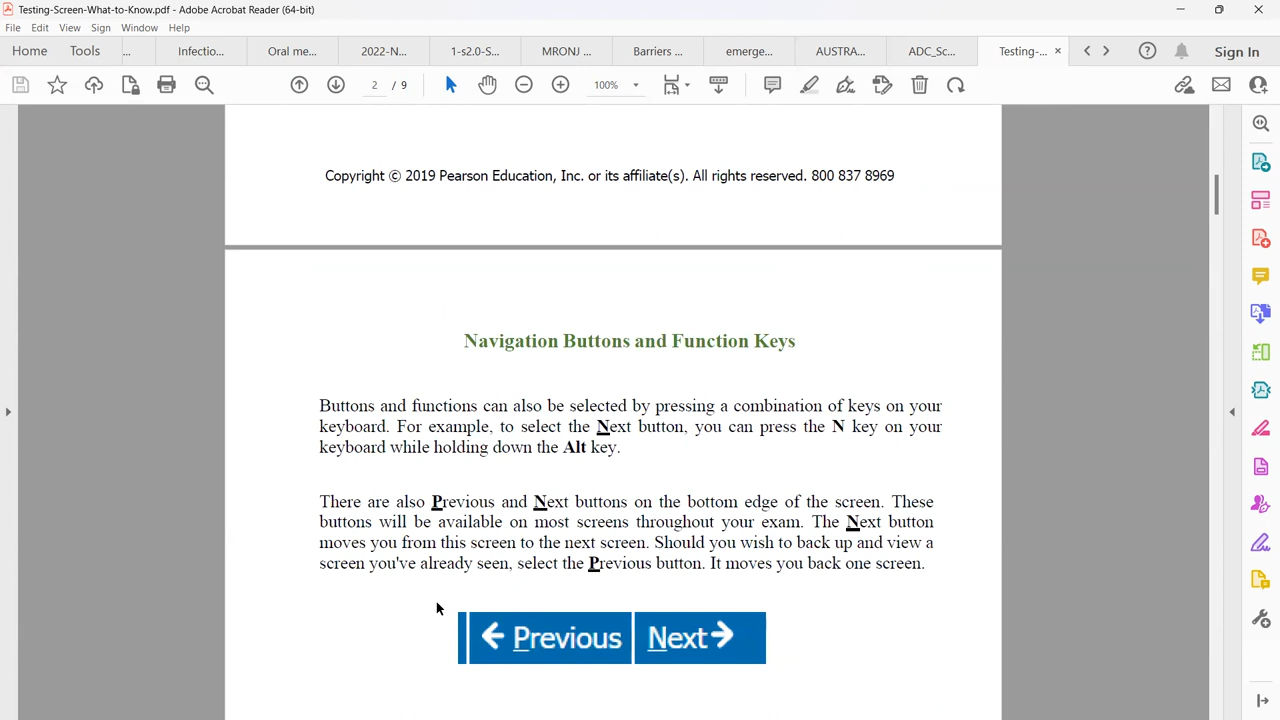 Testing-Screen-What-to-Know.pdf - Adobe Acrobat Reader (64-bit)
File Edit View Sign Window Help
Home Tools ... Infectio... Oral me... 2022-N... 1-s2.0-S... MRONJ ... Barriers ... emerge... AUSTRA... ADC_Sc... Testing-... Sign In
2 / 9 100%
Copyright © 2019 Pearson Education, Inc. or its affiliate(s). All rights reserved. 800 837 8969
Navigation Buttons and Function Keys
Buttons and functions can also be selected by pressing a combination of keys on your
keyboard. For example, to select the Next button, you can press the N key on your
keyboard while holding down the Alt key.
There are also Previous and Next buttons on the bottom edge of the screen. These
buttons will be available on most screens throughout your exam. The Next button
moves you from this screen to the next screen. Should you wish to back up and view a
screen you've already seen, select the Previous button. It moves you back one screen.
Previous Next